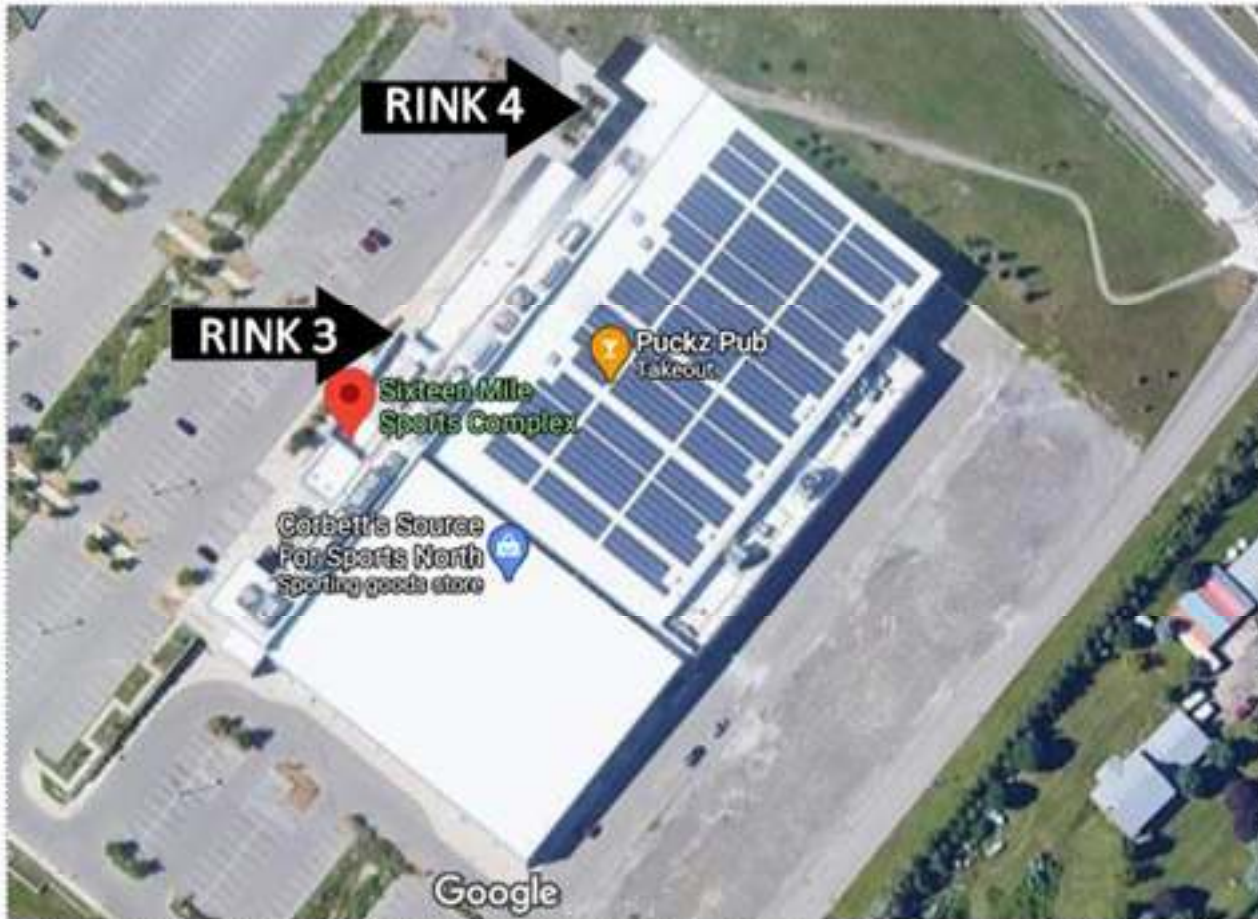 RINK 4
RINK 3
Puckz Pub
Takeout
Sixteen Mile
Sports Complex
Corbett's Source
For Sports North
Sporting goods store
Google